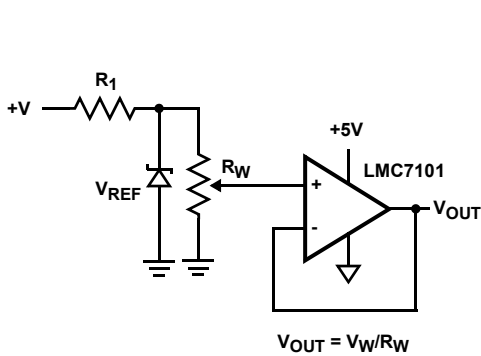 R1
+V
+5V
LMC7101
RW
VREF
+
-
VOUT
VOUT = VW/RW